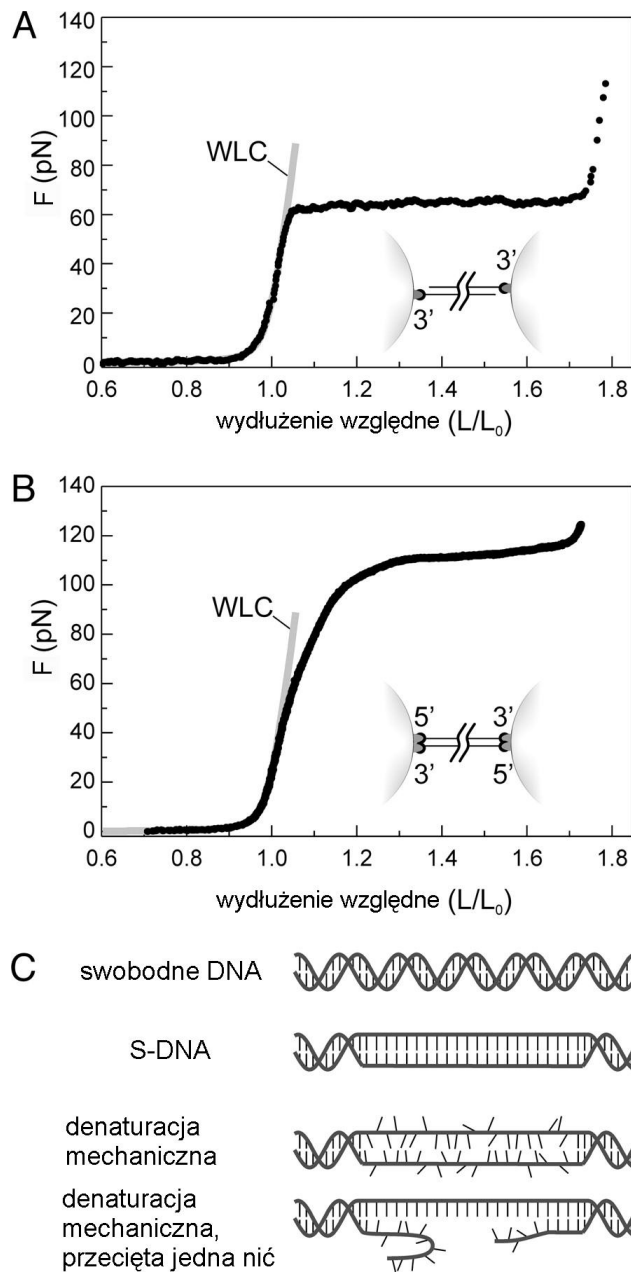 A
140
120
100
80
60
40
20
0
F (pN)
WLC
3'
3'
0.6 0.8 1.0 1.2 1.4 1.6 1.8
wydłużenie względne (L/L₀)
B
140
120
100
80
60
40
20
0
F (pN)
WLC
5' 3'
3' 5'
0.6 0.8 1.0 1.2 1.4 1.6 1.8
wydłużenie względne (L/L₀)
C
swobodne DNA
S-DNA
denaturacja
mechaniczna
denaturacja
mechaniczna,
przecięta jedna nić